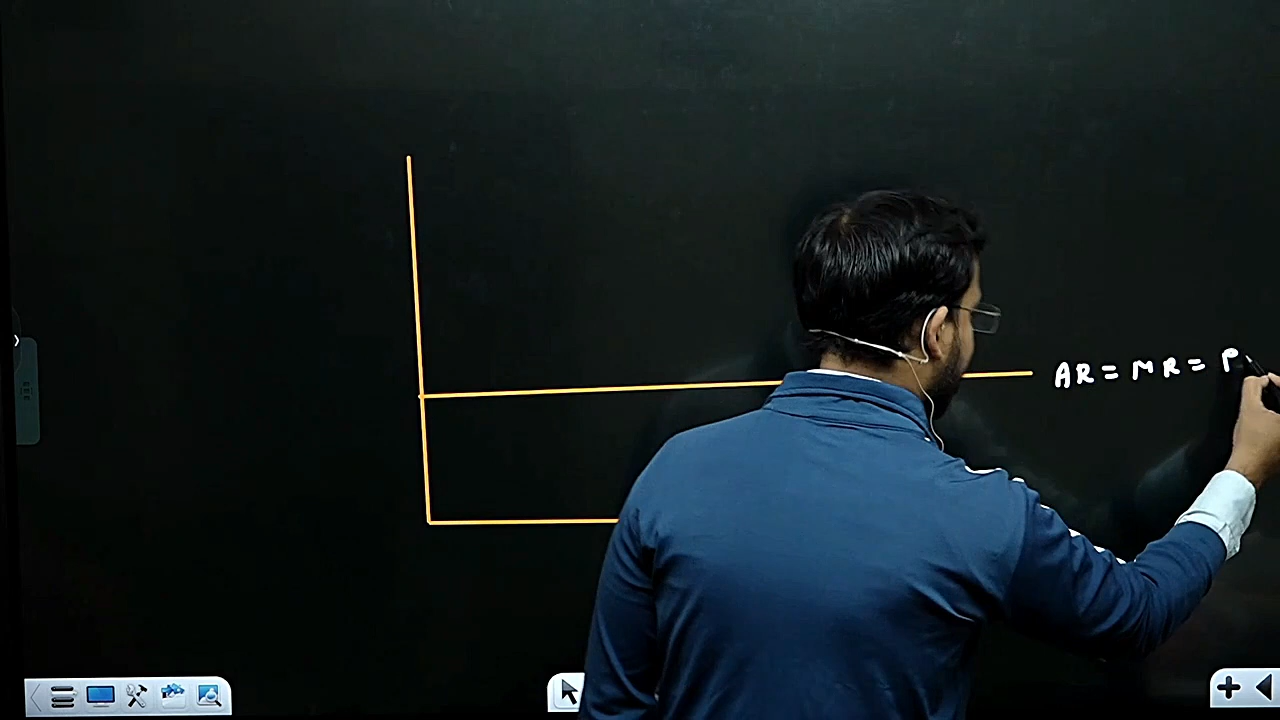 AR = MR = P